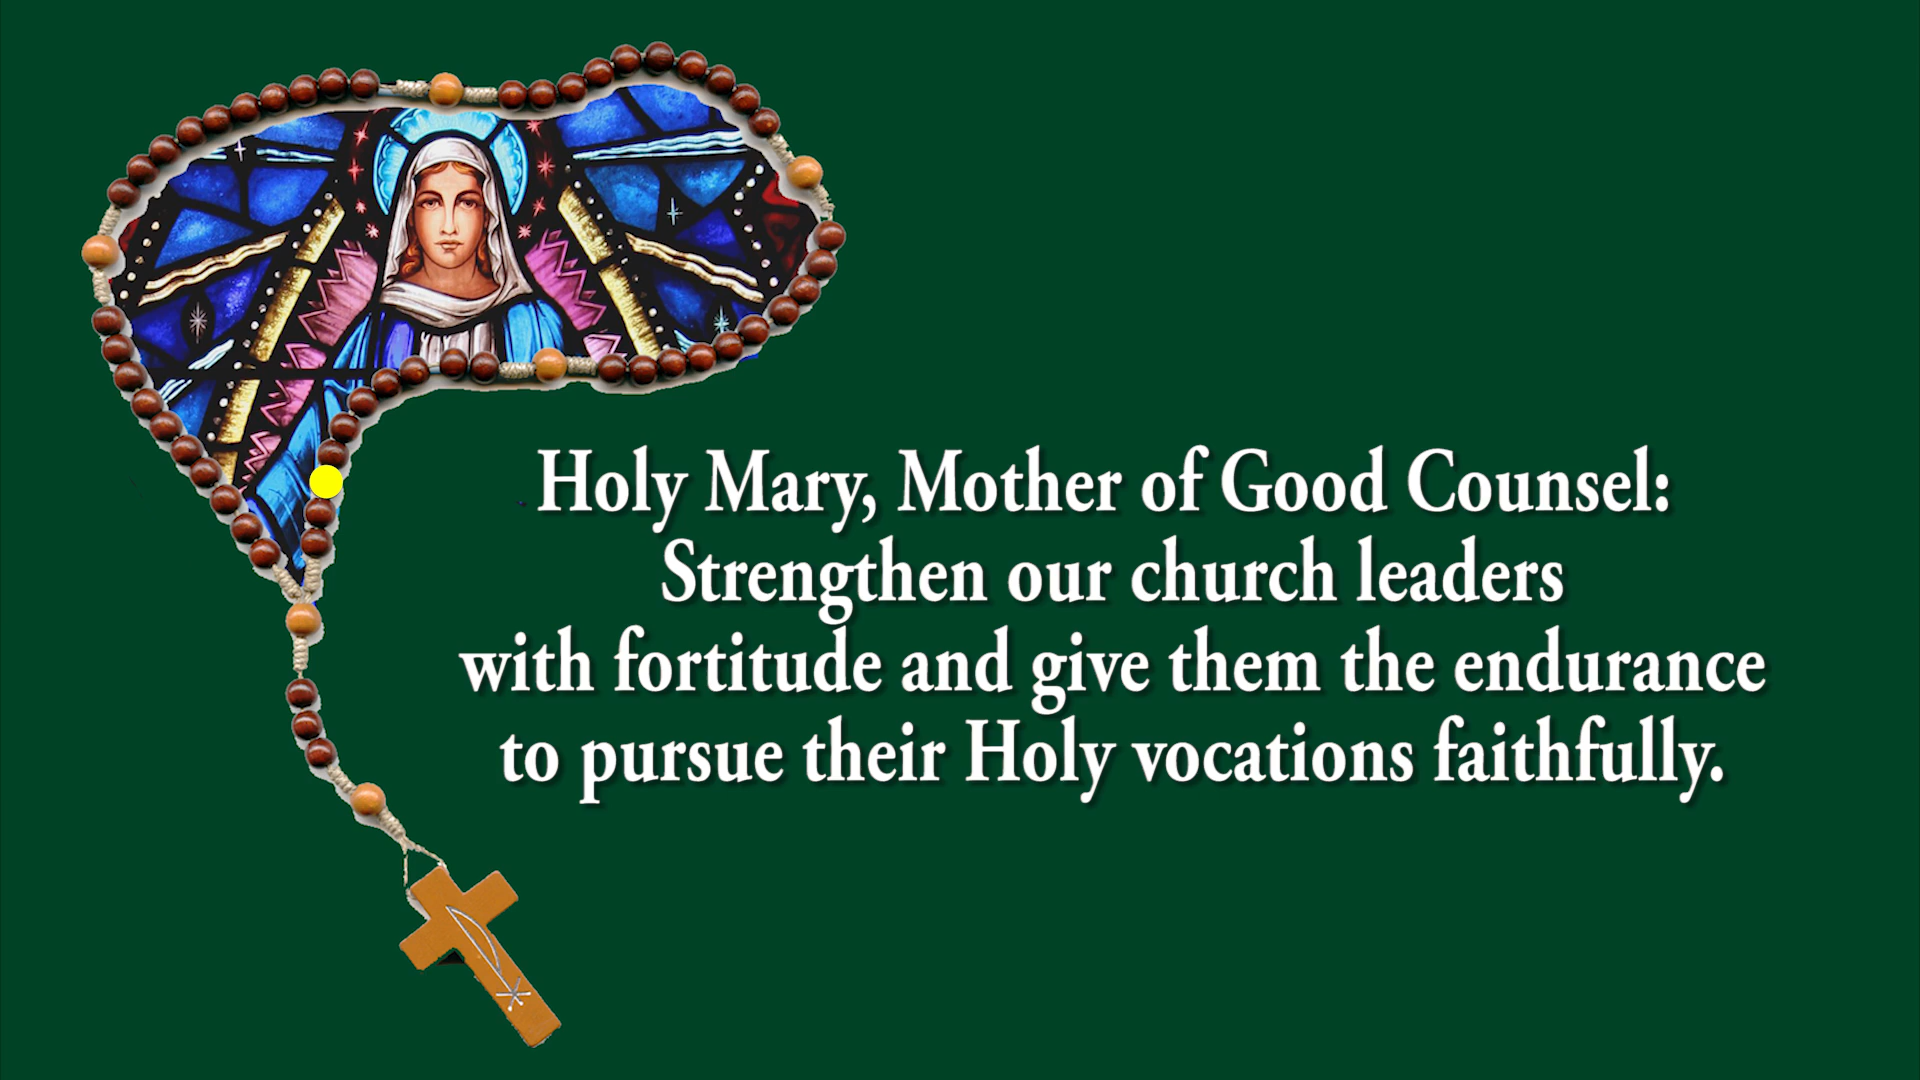 Holy Mary, Mother of Good Counsel:
Strengthen our church leaders
with fortitude and give them the endurance
to pursue their Holy vocations faithfully.